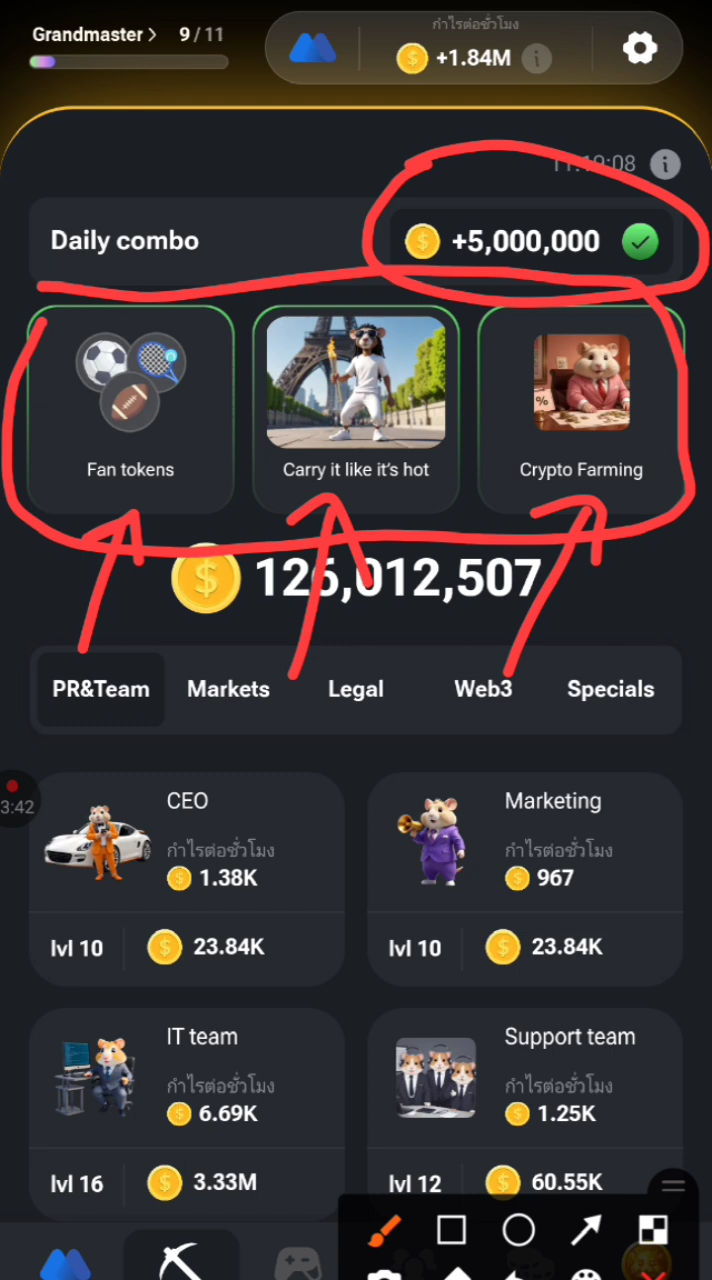 กำไรต่อชั่วโมง
Grandmaster > 9 / 11
+1.84M
11:19:08
Daily combo
+5,000,000
Fan tokens
Carry it like it's hot
%
Crypto Farming
126,012,507
PR&Team Markets Legal Web3 Specials
CEO
กำไรต่อชั่วโมง
1.38K
lvl 10 23.84K
Marketing
กำไรต่อชั่วโมง
967
lvl 10 23.84K
3:42
IT team
กำไรต่อชั่วโมง
6.69K
lvl 16 3.33M
Support team
กำไรต่อชั่วโมง
1.25K
lvl 12 60.55K